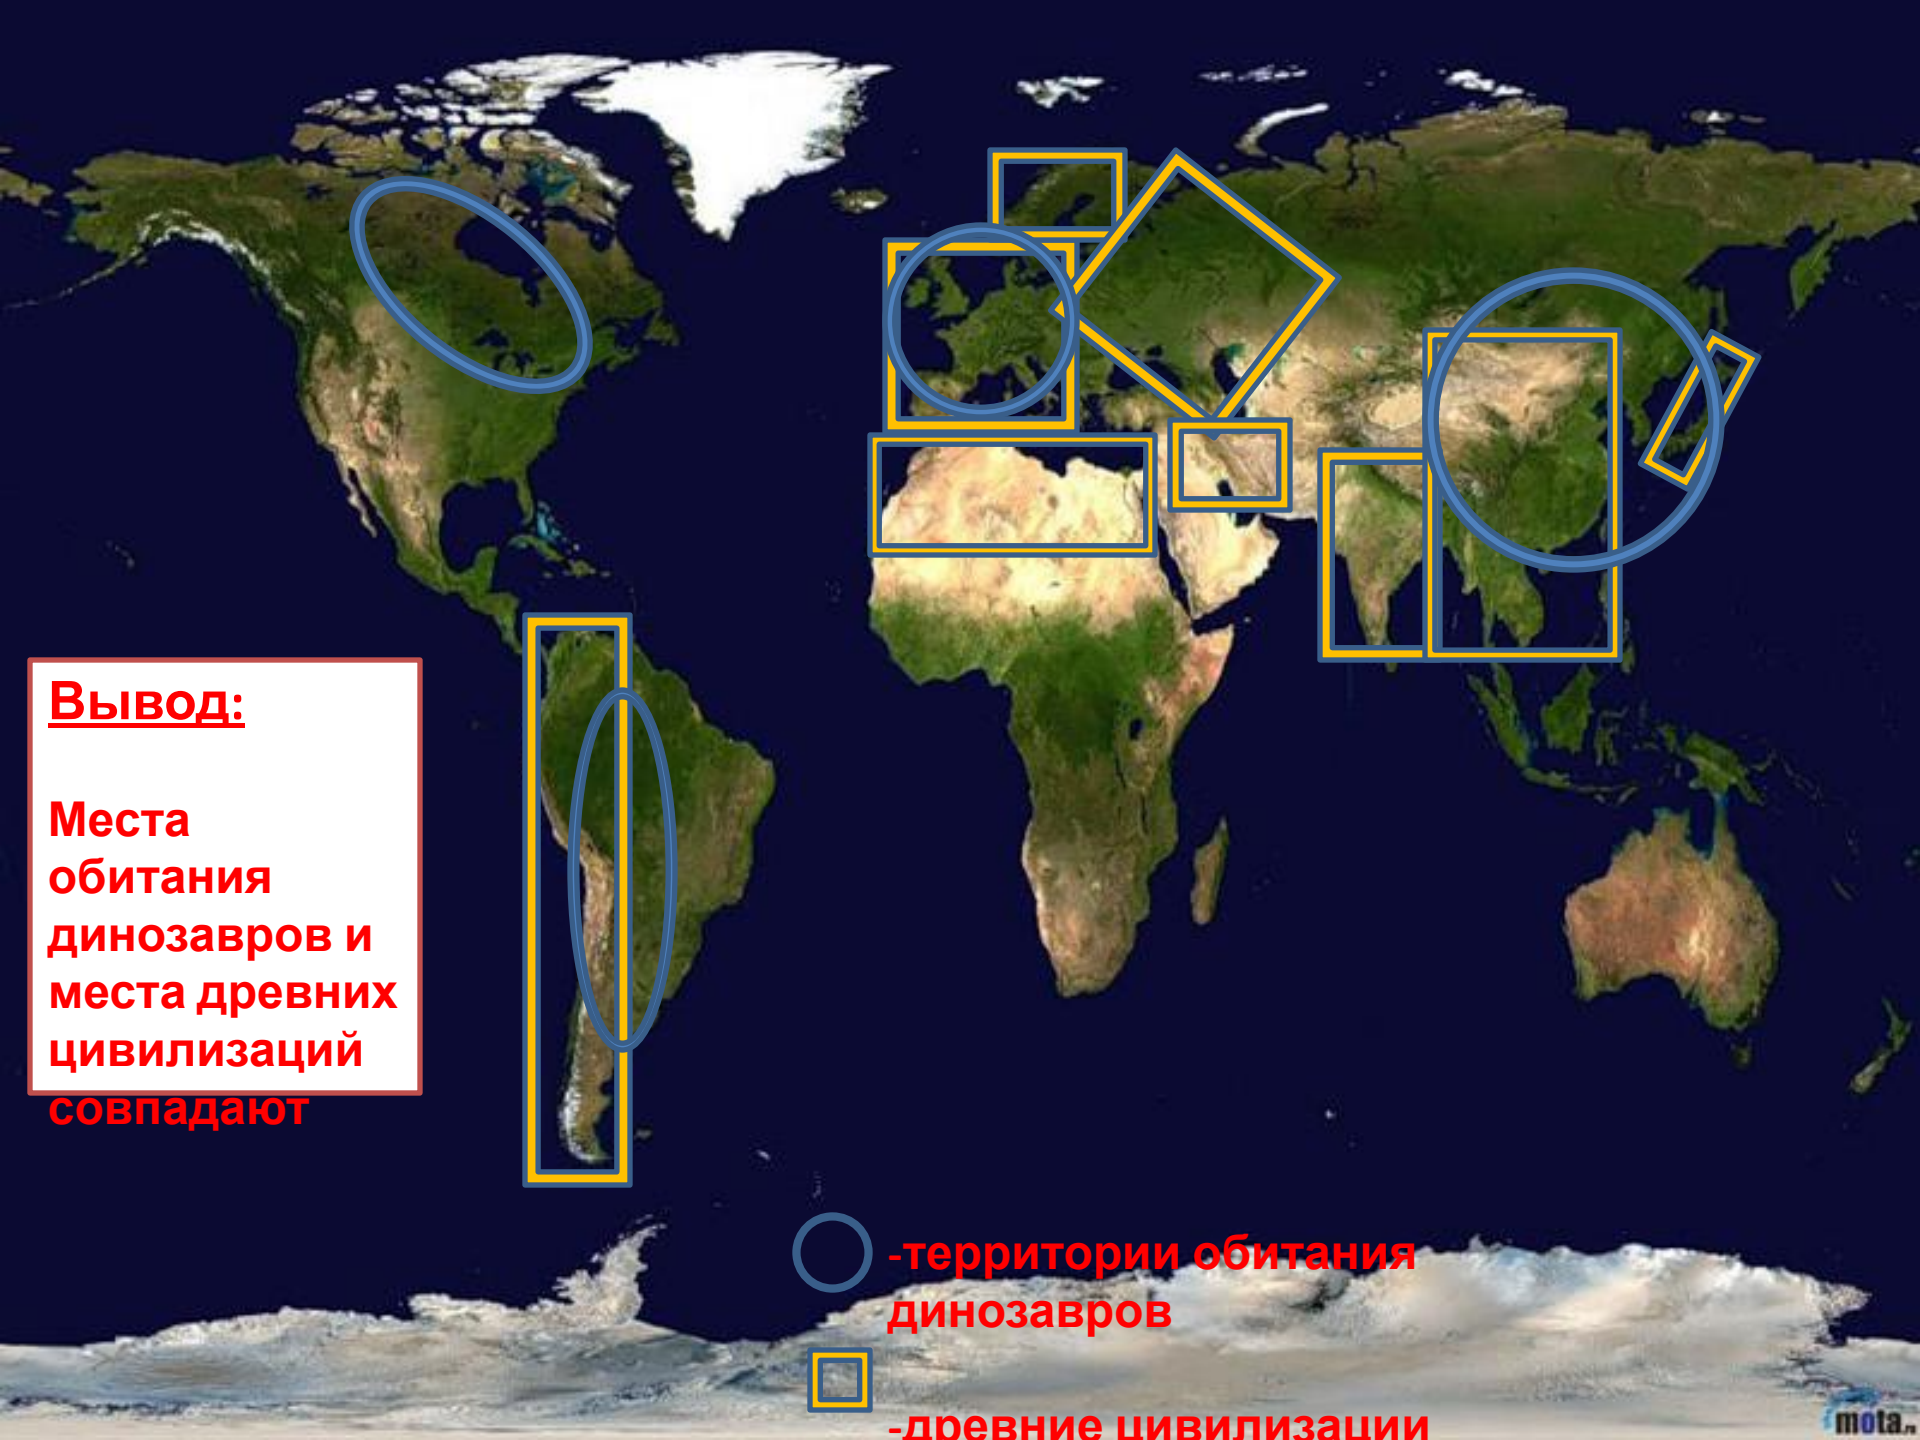 Вывод:
Места
обитания
динозавров и
места древних
цивилизаций
совпадают
-территории обитания
динозавров
-древние цивилизации
mota.ru